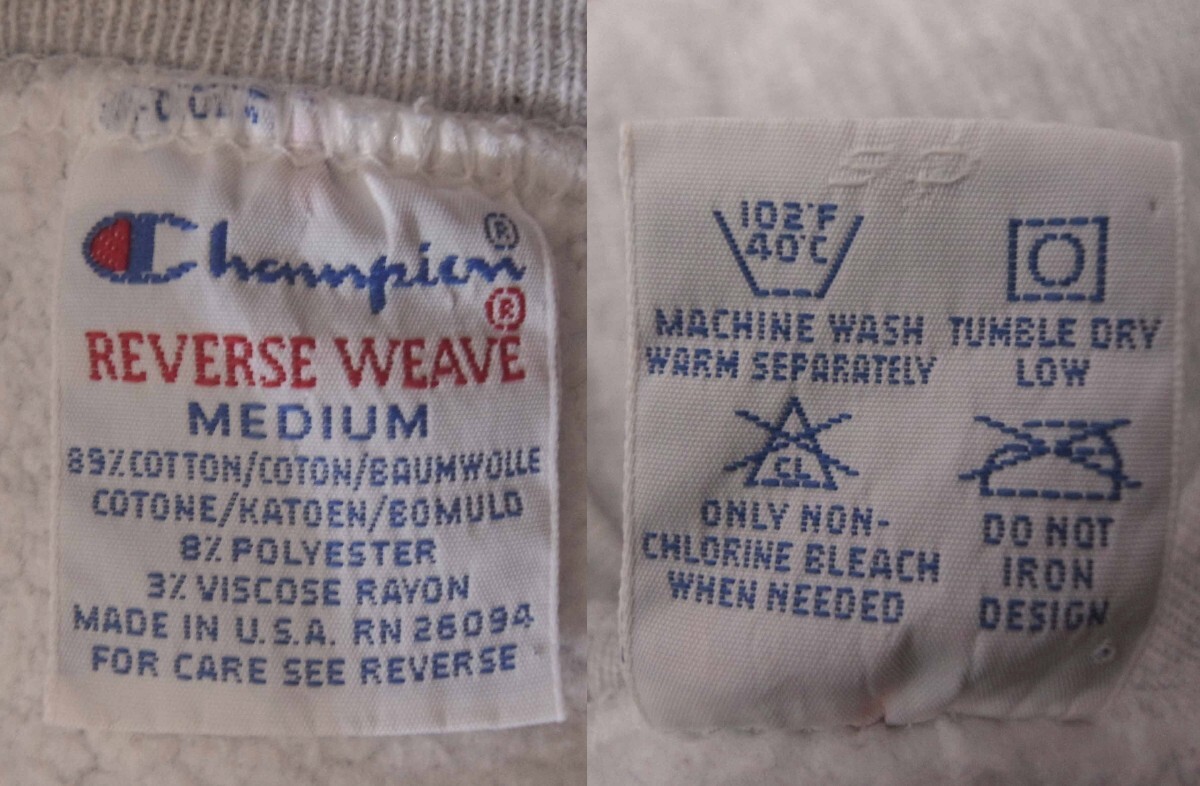 Champion®
REVERSE WEAVE®
MEDIUM
89% COTTON/COTON/BAUMWOLLE
COTONE/KATOEN/BOMULD
8% POLYESTER
3% VISCOSE RAYON
MADE IN U.S.A. RN 26094
FOR CARE SEE REVERSE
102°F
40°C
MACHINE WASH
WARM SEPARATELY
TUMBLE DRY
LOW
CL
ONLY NON-
CHLORINE BLEACH
WHEN NEEDED
DO NOT
IRON
DESIGN